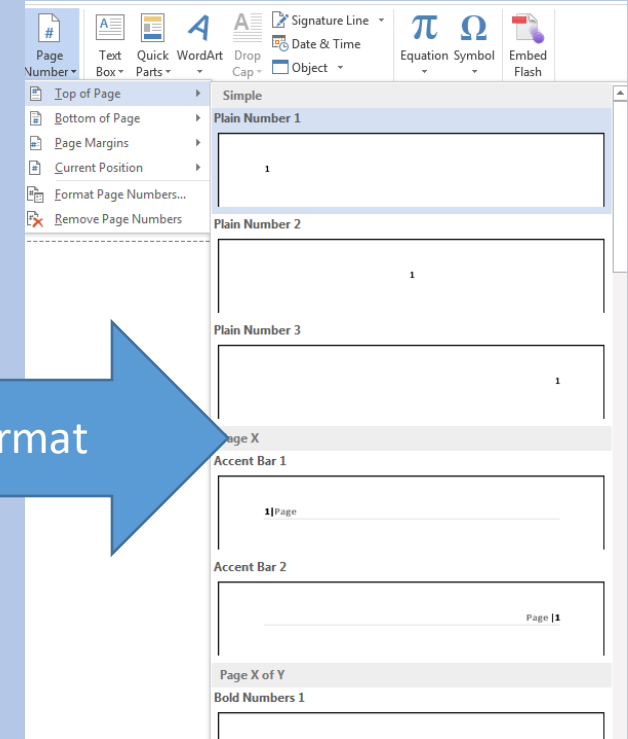 Page Number
Text Box
Quick Parts
WordArt
Drop Cap
Signature Line
Date & Time
Object
Equation
Symbol
Embed Flash
Top of Page
Bottom of Page
Page Margins
Current Position
Format Page Numbers...
Remove Page Numbers
Simple
Plain Number 1
1
Plain Number 2
1
Plain Number 3
1
age X
rmat
Accent Bar 1
1|Page
Accent Bar 2
Page |1
Page X of Y
Bold Numbers 1